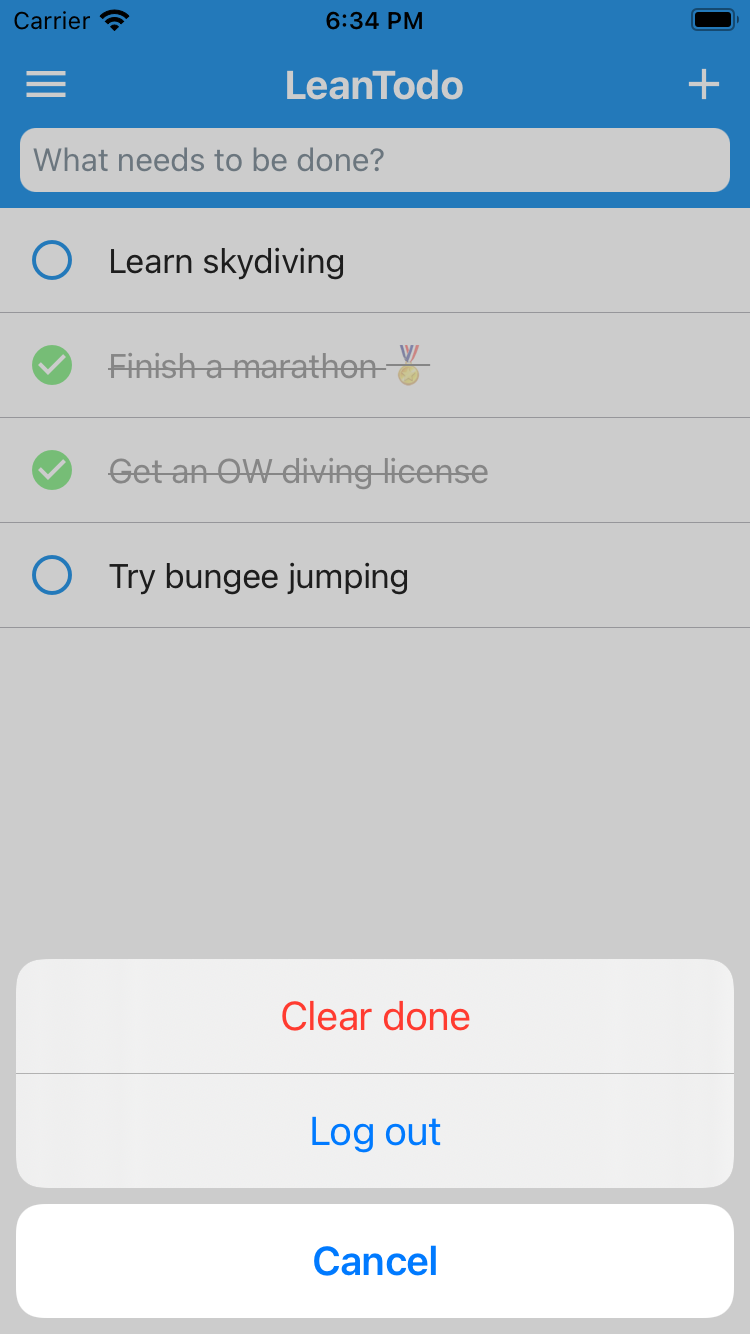 Carrier 6:34 PM
LeanTodo
What needs to be done?
Learn skydiving
Finish a marathon 🏅
Get an OW diving license
Try bungee jumping
Clear done
Log out
Cancel